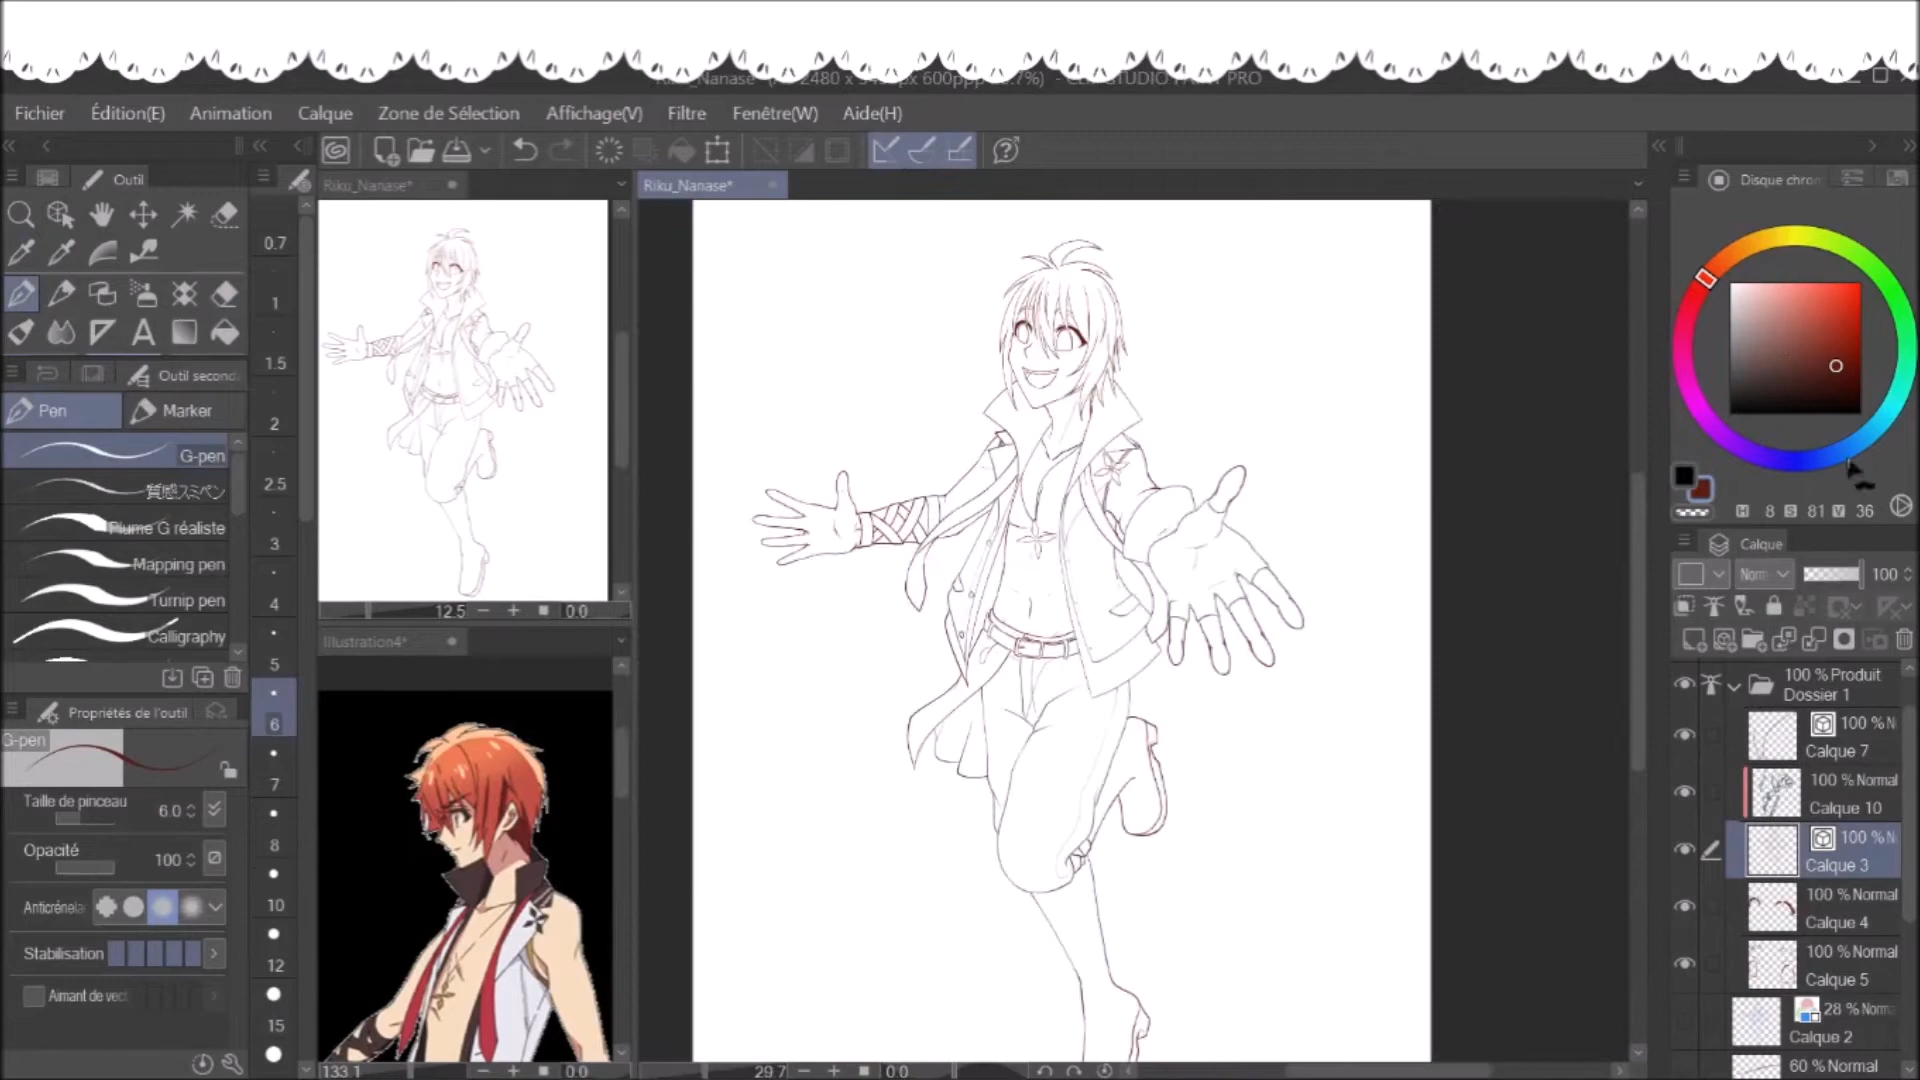 Fichier Édition(E) Animation Calque Zone de Sélection Affichage(V) Filtre Fenêtre(W) Aide(H)
Outil
Riku_Nanase*
Riku_Nanase*
Disque chrom
0.7
1
1.5
2
2.5
3
4
5
6
7
8
10
12
15
Outil second
Pen
Marker
G-pen
質感スミペン
Plume G réaliste
Mapping pen
Turnip pen
Calligraphy
Propriétés de l'outil
G-pen
Taille de pinceau 6.0
Opacité 100
Anticrénela
Stabilisation
Aimant de vect
12.5 0.0
Illustration4*
133.1 0.0
29.7 0.0
H 8 S 81 V 36
Calque
Norm 100
100 % Produit
Dossier 1
100 % N
Calque 7
100 % Normal
Calque 10
100 % N
Calque 3
100 % Normal
Calque 4
100 % Normal
Calque 5
28 % Norma
Calque 2
60 % Normal